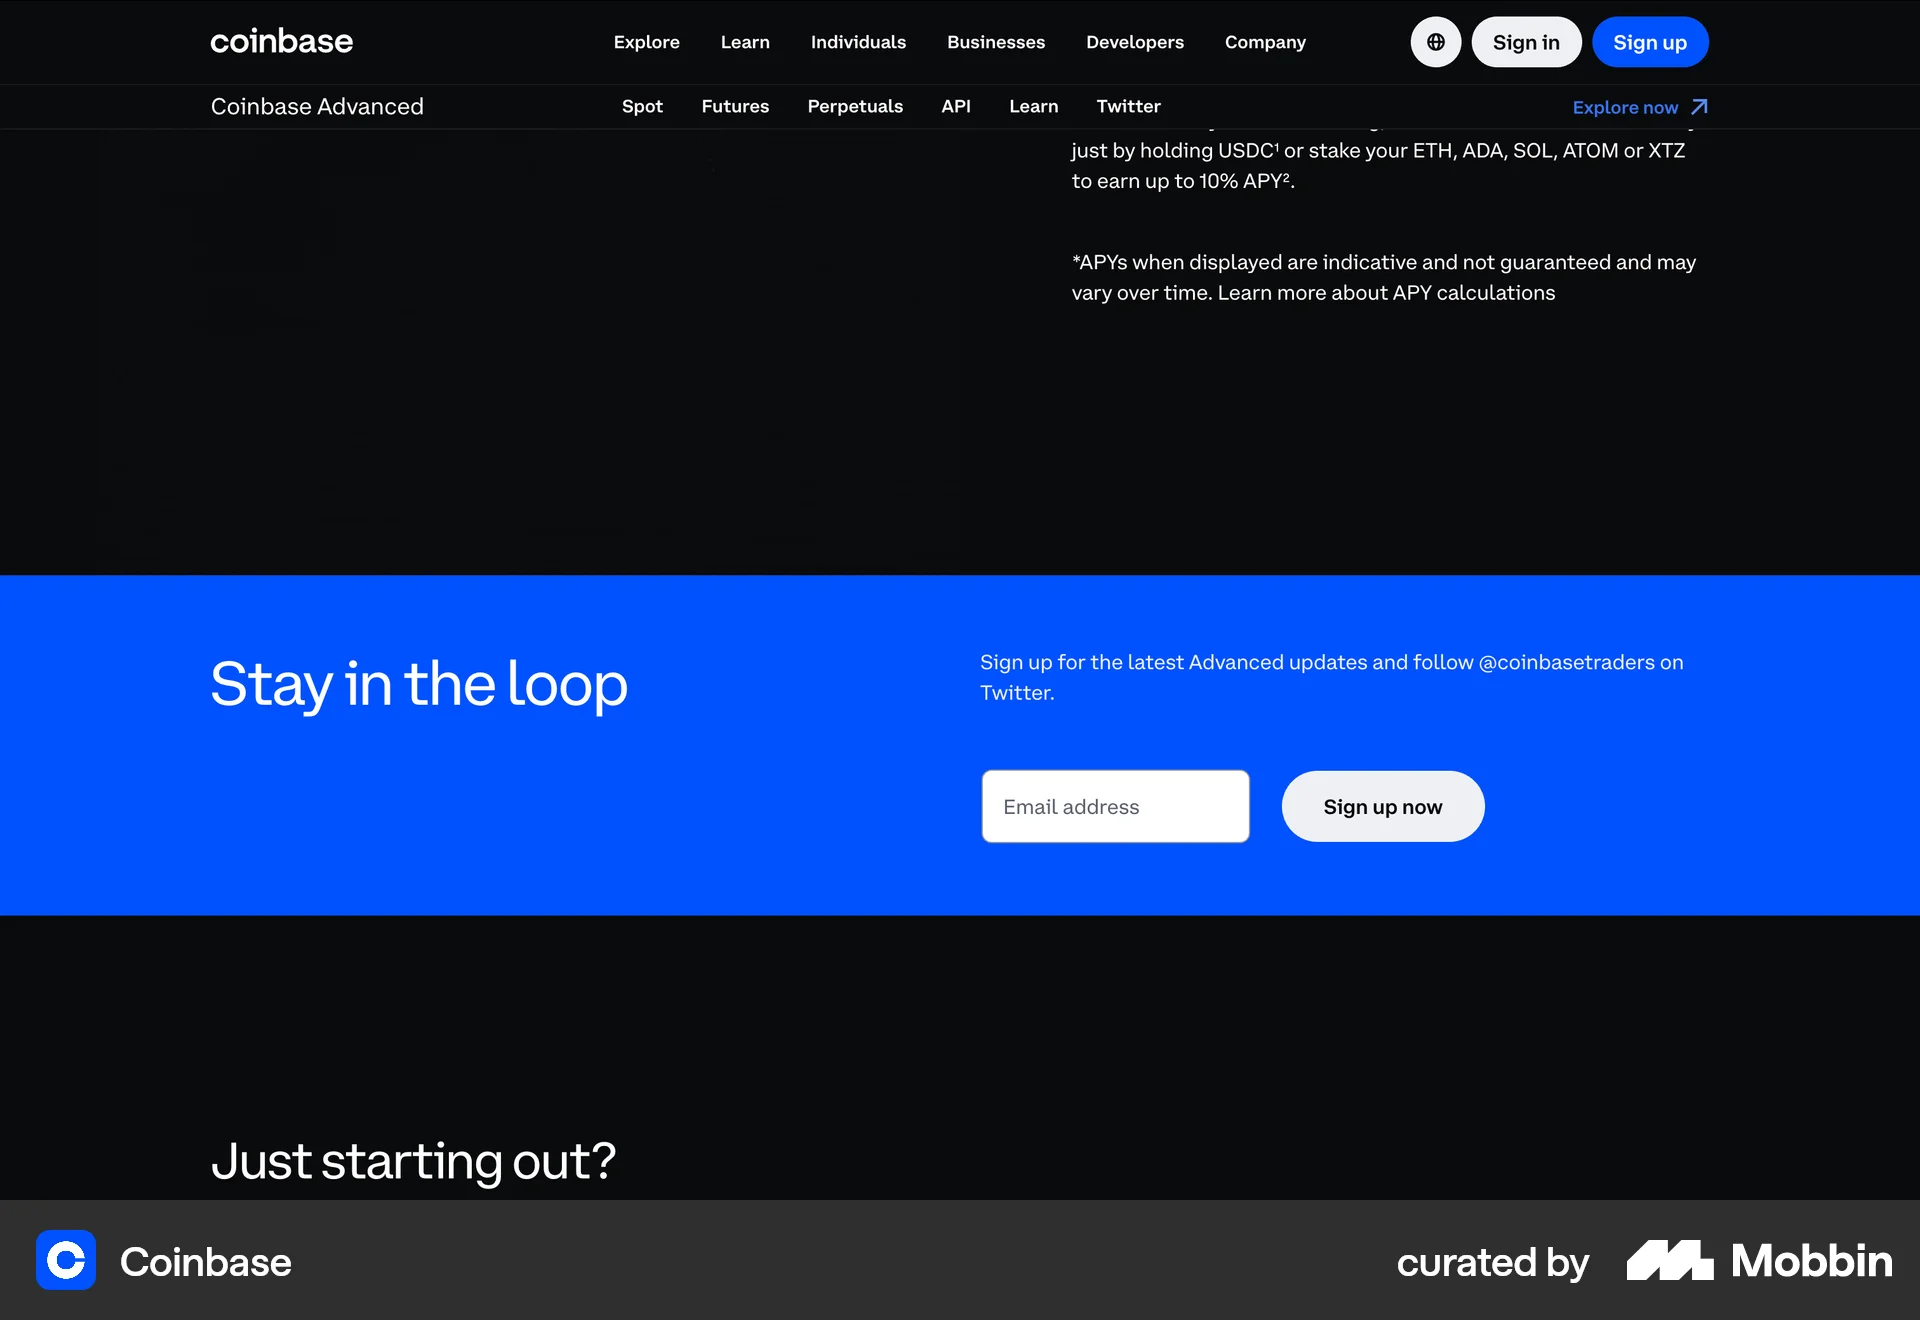 coinbase
Explore Learn Individuals Businesses Developers Company
Sign in Sign up
Coinbase Advanced
Spot Futures Perpetuals API Learn Twitter
Explore now
just by holding USDC¹ or stake your ETH, ADA, SOL, ATOM or XTZ
to earn up to 10% APY².
*APYs when displayed are indicative and not guaranteed and may
vary over time. Learn more about APY calculations
Stay in the loop
Sign up for the latest Advanced updates and follow @coinbasetraders on
Twitter.
Email address
Sign up now
Just starting out?
Coinbase
curated by Mobbin